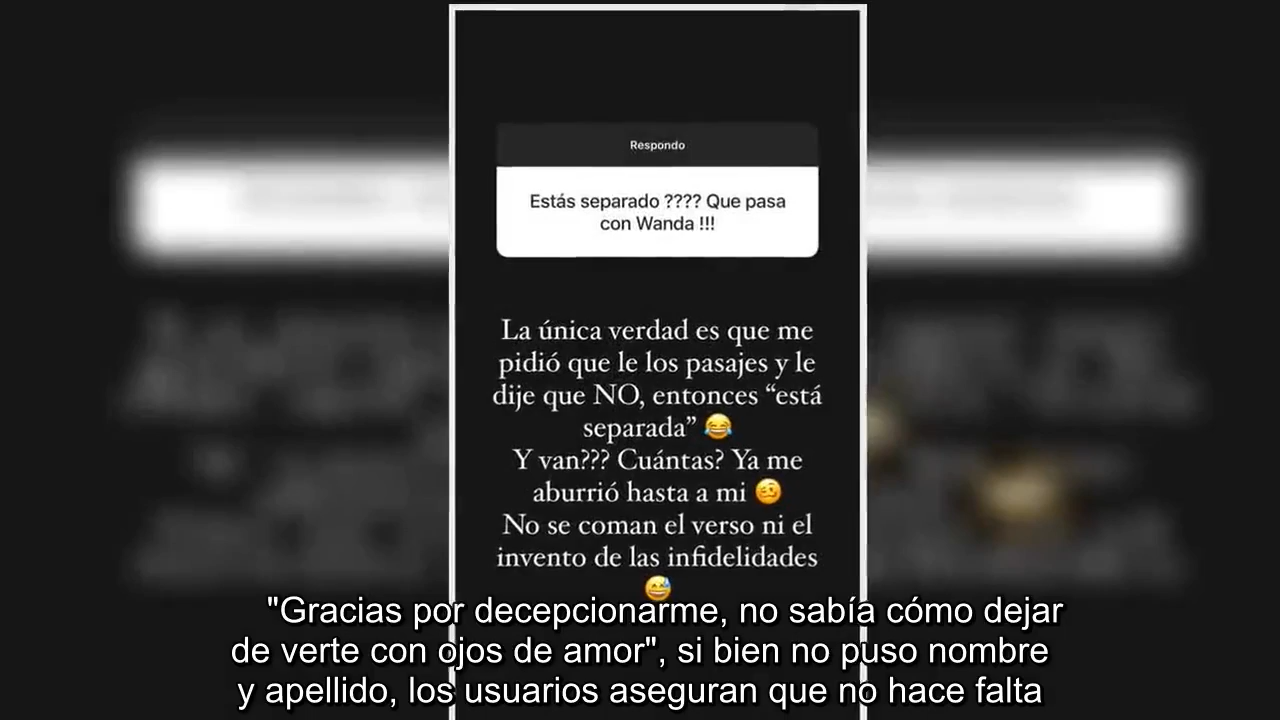 Respondo
Estás separado ???? Que pasa
con Wanda !!!
La única verdad es que me
pidió que le los pasajes y le
dije que NO, entonces “está
separada” 😂
Y van??? Cuántas? Ya me
aburrió hasta a mi 🥴
No se coman el verso ni el
invento de las infidelidades
😅
"Gracias por decepcionarme, no sabía cómo dejar
de verte con ojos de amor", si bien no puso nombre
y apellido, los usuarios aseguran que no hace falta